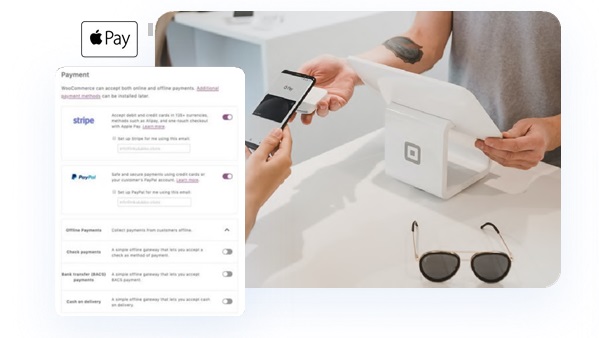 Pay
Payment
WooCommerce can accept both online and offline payments. Additional
payment methods can be installed later.
stripe
Accept debit and credit cards in 135+ currencies,
methods such as Alipay, and one-touch checkout
with Apple Pay. Learn more.
Set up Stripe for me using this email:
PayPal
Safe and secure payments using credit cards or
your customer's PayPal account. Learn more.
Set up PayPal for me using this email:
Offline Payments
Collect payments from customers offline.
Check payments
A simple offline gateway that lets you accept a
check as method of payment.
Bank transfer (BACS)
payments
A simple offline gateway that lets you accept
BACS payment.
Cash on delivery
A simple offline gateway that lets you accept cash
on delivery.